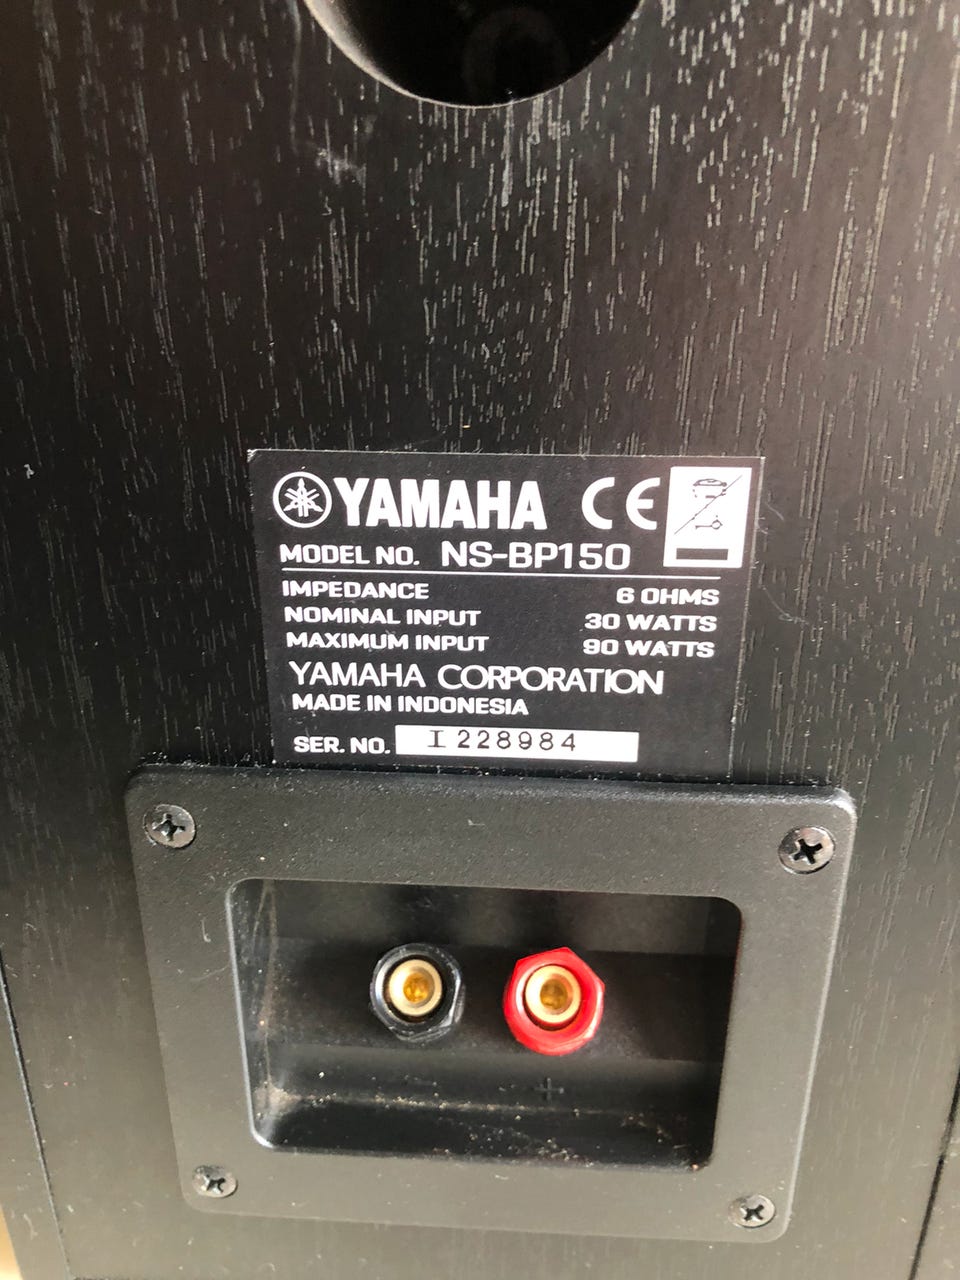 YAMAHA CE
MODEL NO. NS-BP150
IMPEDANCE 6 OHMS
NOMINAL INPUT 30 WATTS
MAXIMUM INPUT 90 WATTS
YAMAHA CORPORATION
MADE IN INDONESIA
SER. NO. I 228984
- +